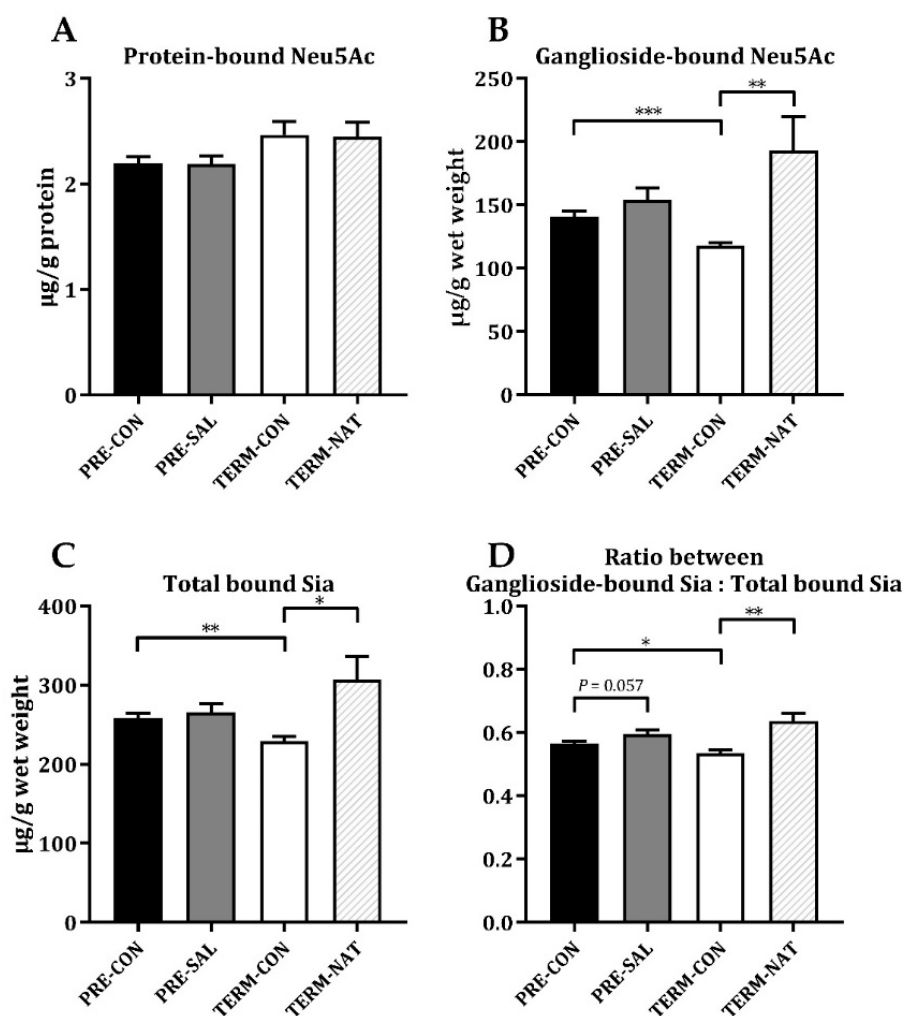 A
Protein-bound Neu5Ac
3
2
1
0
µg/g protein
PRE-CON
PRE-SAL
TERM-CON
TERM-NAT
B
Ganglioside-bound Neu5Ac
250
200
150
100
50
0
µg/g wet weight
***
**
PRE-CON
PRE-SAL
TERM-CON
TERM-NAT
C
Total bound Sia
400
300
200
100
0
µg/g wet weight
**
*
PRE-CON
PRE-SAL
TERM-CON
TERM-NAT
D
Ratio between
Ganglioside-bound Sia : Total bound Sia
1.0
0.8
0.6
0.4
0.2
0.0
P = 0.057
*
**
PRE-CON
PRE-SAL
TERM-CON
TERM-NAT